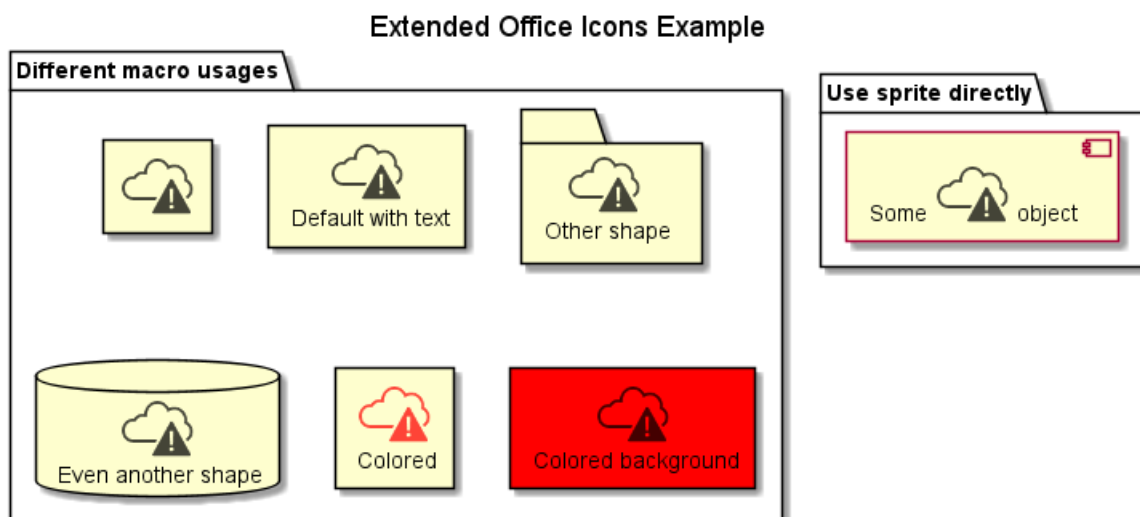 Extended Office Icons Example
Different macro usages
Use sprite directly
Default with text
Other shape
Some object
Even another shape
Colored
Colored background